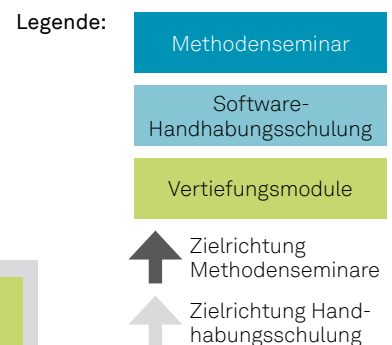 Legende:
Methodenseminar
Software-
Handhabungsschulung
Vertiefungsmodule
Zielrichtung
Methodenseminare
Zielrichtung Hand-
habungsschulung